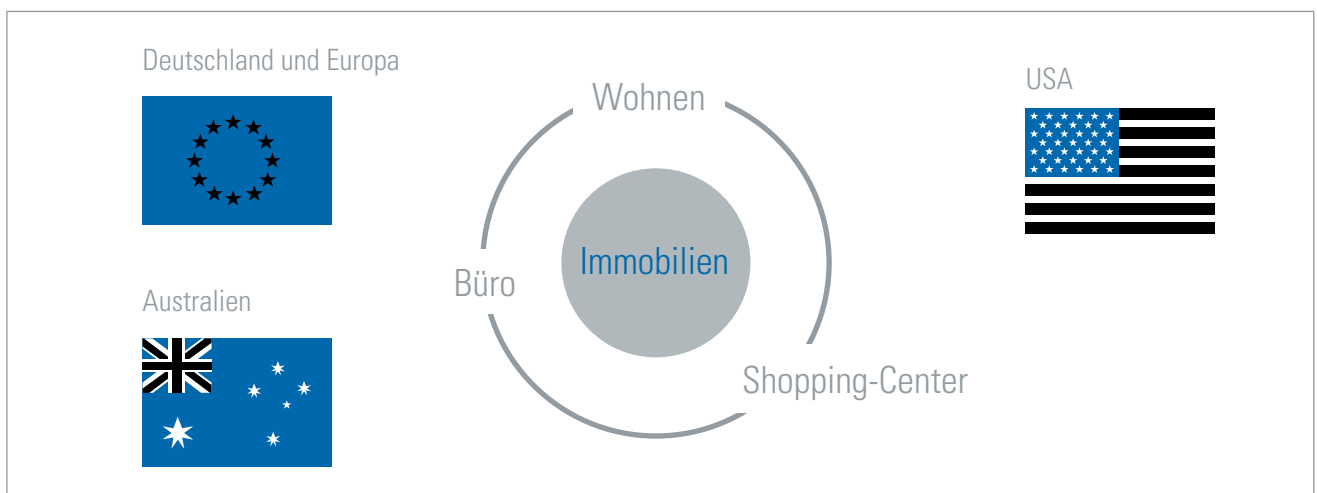 Deutschland und Europa
Wohnen
USA
Immobilien
Büro
Australien
Shopping-Center